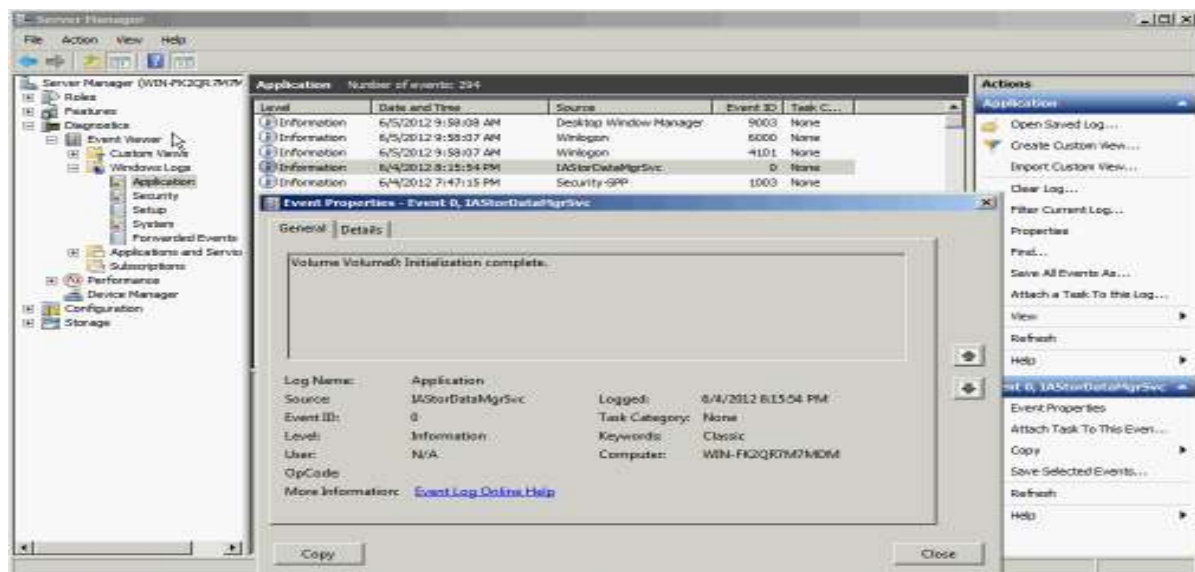 Server Manager
File Action View Help
Server Manager (WIN-FK2QR7M7M
Roles
Features
Diagnostics
Event Viewer
Custom Views
Windows Logs
Application
Security
Setup
System
Forwarded Events
Applications and Servic
Subscriptions
Performance
Device Manager
Configuration
Storage
Application Number of events: 294
Level Date and Time Source Event ID Task C...
Information 6/5/2012 9:58:08 AM Desktop Window Manager 9003 None
Information 6/5/2012 9:58:07 AM Winlogon 6000 None
Information 6/5/2012 9:58:07 AM Winlogon 4101 None
Information 6/4/2012 8:15:54 PM IAStorDataMgrSvc 0 None
Information 6/4/2012 7:47:15 PM Security-SPP 1003 None
Event Properties - Event 0, IAStorDataMgrSvc
General Details
Volume Volume0: Initialization complete.
Log Name: Application
Source: IAStorDataMgrSvc Logged: 6/4/2012 8:15:54 PM
Event ID: 0 Task Category: None
Level: Information Keywords: Classic
User: N/A Computer: WIN-FK2QR7M7MDM
OpCode:
More Information: Event Log Online Help
Copy Close
Actions
Application
Open Saved Log...
Create Custom View...
Import Custom View...
Clear Log...
Filter Current Log...
Properties
Find...
Save All Events As...
Attach a Task To this Log...
View
Refresh
Help
nt 0, IAStorDataMgrSvc
Event Properties
Attach Task To This Even...
Copy
Save Selected Events...
Refresh
Help